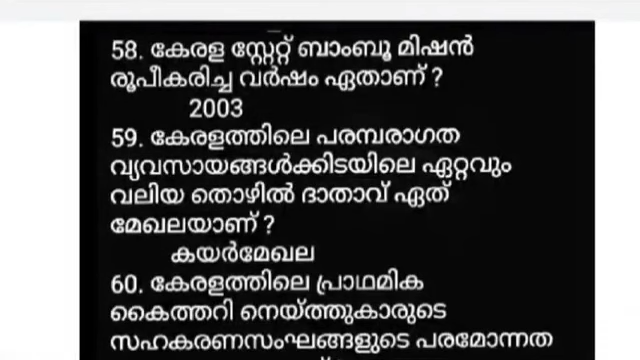 58. കേരള സ്റ്റേറ്റ് ബാംബൂ മിഷൻ
രൂപീകരിച്ച വർഷം ഏതാണ് ?
2003
59. കേരളത്തിലെ പരമ്പരാഗത
വ്യവസായങ്ങൾക്കിടയിലെ ഏറ്റവും
വലിയ തൊഴിൽ ദാതാവ് ഏത്
മേഖലയാണ് ?
കയർമേഖല
60. കേരളത്തിലെ പ്രാഥമിക
കൈത്തറി നെയ്ത്തുകാരുടെ
സഹകരണസംഘങ്ങളുടെ പരമോന്നത